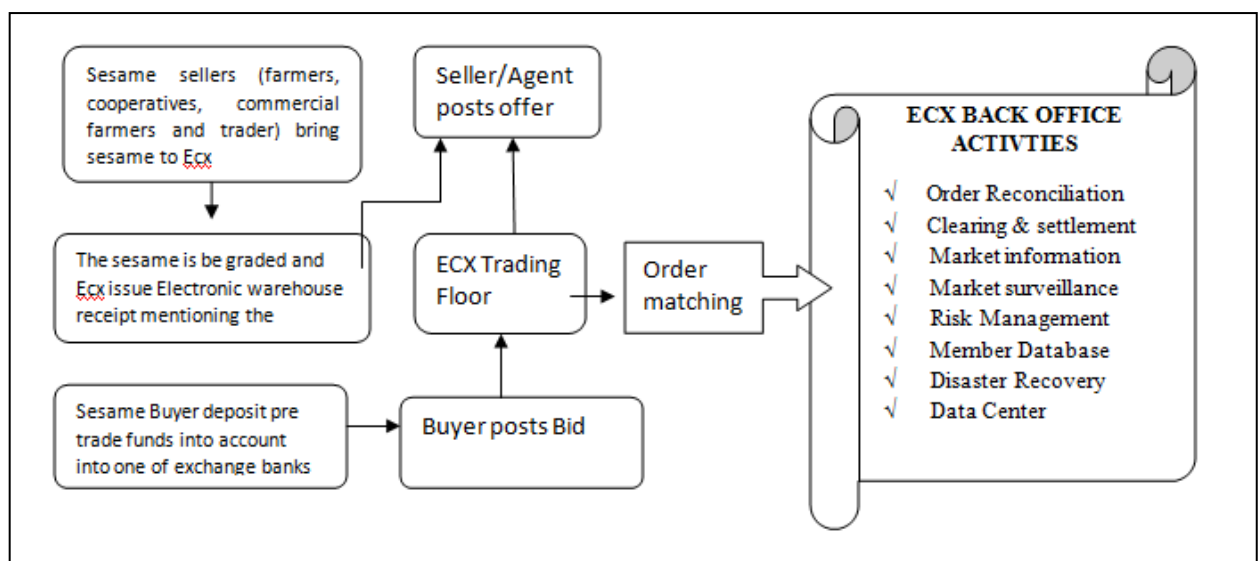 Sesame sellers (farmers,
cooperatives, commercial
farmers and trader) bring
sesame to Ecx
The sesame is be graded and
Ecx issue Electronic warehouse
receipt mentioning the
Sesame Buyer deposit pre
trade funds into account
into one of exchange banks
Seller/Agent
posts offer
ECX Trading
Floor
Buyer posts Bid
Order
matching
ECX BACK OFFICE
ACTIVTIES
√ Order Reconciliation
√ Clearing & settlement
√ Market information
√ Market surveillance
√ Risk Management
√ Member Database
√ Disaster Recovery
√ Data Center